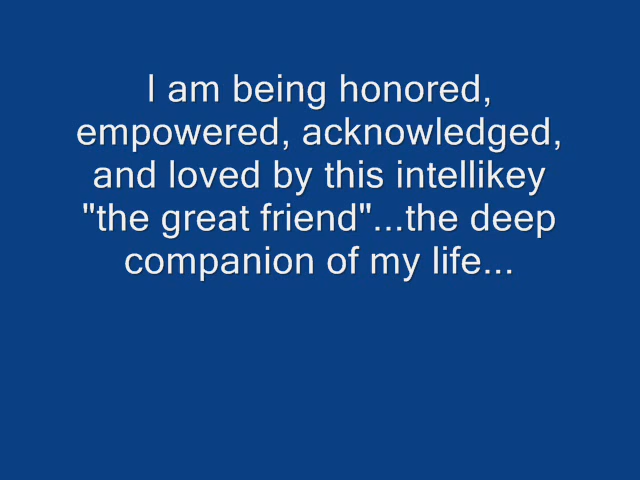 I am being honored,
empowered, acknowledged,
and loved by this intellikey
"the great friend"...the deep
companion of my life...